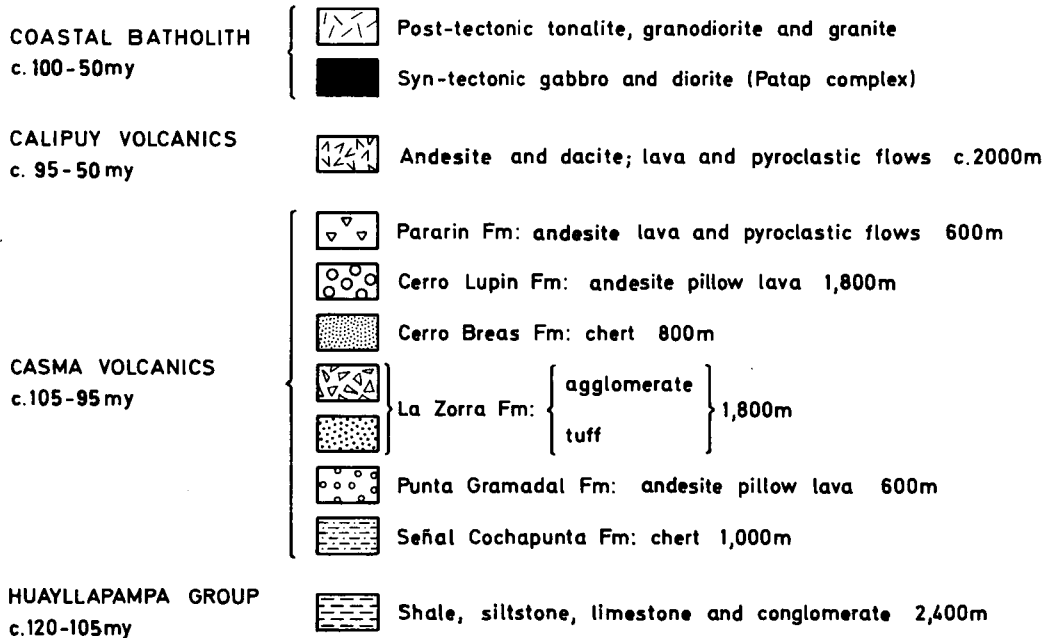 COASTAL BATHOLITH
c. 100-50my
Post-tectonic tonalite, granodiorite and granite
Syn-tectonic gabbro and diorite (Patap complex)
CALIPUY VOLCANICS
c. 95-50my
Andesite and dacite; lava and pyroclastic flows c.2000m
CASMA VOLCANICS
c.105-95my
Pararin Fm: andesite lava and pyroclastic flows 600m
Cerro Lupin Fm: andesite pillow lava 1,800m
Cerro Breas Fm: chert 800m
La Zorra Fm:
agglomerate
tuff
1,800m
Punta Gramadal Fm: andesite pillow lava 600m
Señal Cochapunta Fm: chert 1,000m
HUAYLLAPAMPA GROUP
c.120-105my
Shale, siltstone, limestone and conglomerate 2,400m